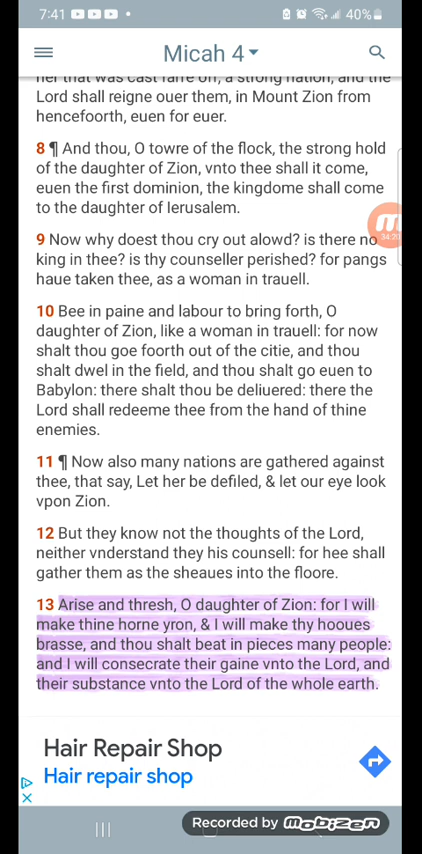 7:41
40%
Micah 4
her that was cast farre off, a strong nation, and the
Lord shall reigne ouer them, in Mount Zion from
hencefoorth, euen for euer.
8 ¶ And thou, O towre of the flock, the strong hold
of the daughter of Zion, vnto thee shall it come,
euen the first dominion, the kingdome shall come
to the daughter of Ierusalem.
34:20
9 Now why doest thou cry out alowd? is there no
king in thee? is thy counseller perished? for pangs
haue taken thee, as a woman in trauell.
10 Bee in paine and labour to bring forth, O
daughter of Zion, like a woman in trauell: for now
shalt thou goe foorth out of the citie, and thou
shalt dwel in the field, and thou shalt go euen to
Babylon: there shalt thou be deliuered: there the
Lord shall redeeme thee from the hand of thine
enemies.
11 ¶ Now also many nations are gathered against
thee, that say, Let her be defiled, & let our eye look
vpon Zion.
12 But they know not the thoughts of the Lord,
neither vnderstand they his counsell: for hee shall
gather them as the sheaues into the floore.
13 Arise and thresh, O daughter of Zion: for I will
make thine horne yron, & I will make thy hooues
brasse, and thou shalt beat in pieces many people:
and I will consecrate their gaine vnto the Lord, and
their substance vnto the Lord of the whole earth.
Hair Repair Shop
Hair repair shop
Recorded by mobizen